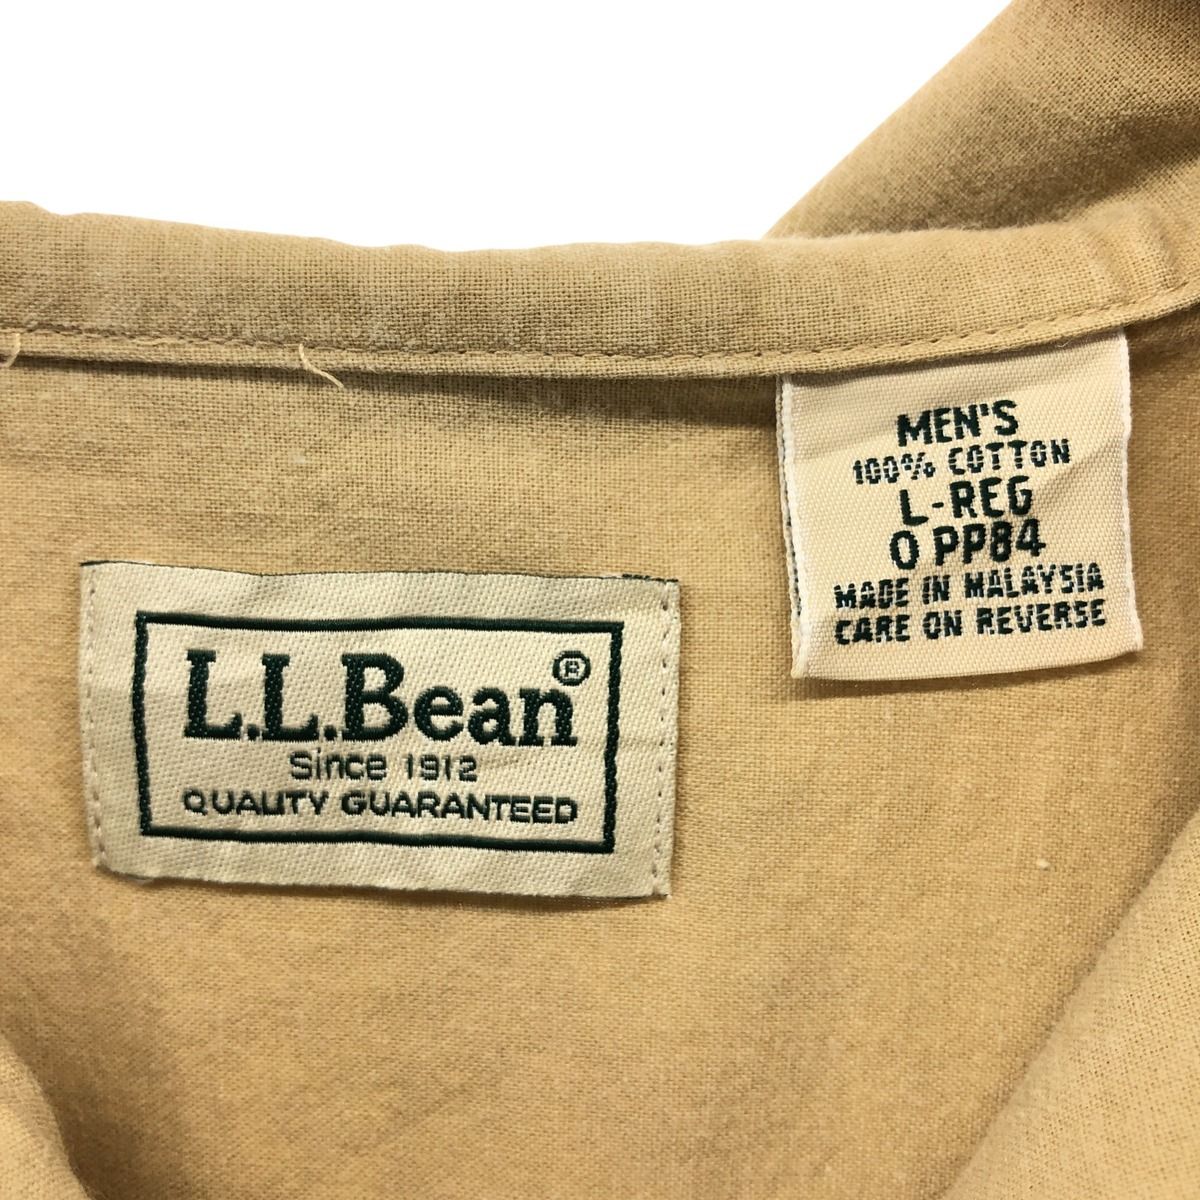 L.L.Bean®
Since 1912
QUALITY GUARANTEED
MEN'S
100% COTTON
L-REG
0 PP84
MADE IN MALAYSIA
CARE ON REVERSE